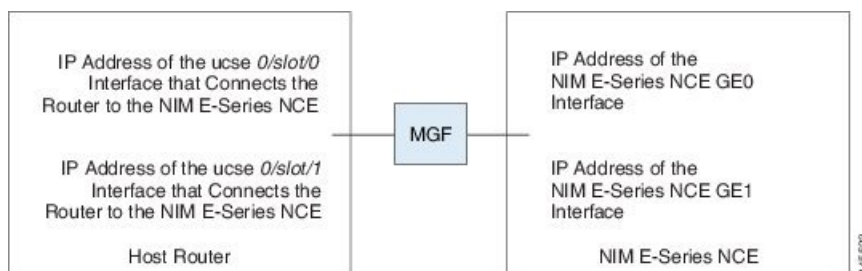 IP Address of the ucse 0/slot/0
Interface that Connects the
Router to the NIM E-Series NCE
IP Address of the ucse 0/slot/1
Interface that Connects the
Router to the NIM E-Series NCE
Host Router
MGF
IP Address of the
NIM E-Series NCE GE0
Interface
IP Address of the
NIM E-Series NCE GE1
Interface
NIM E-Series NCE